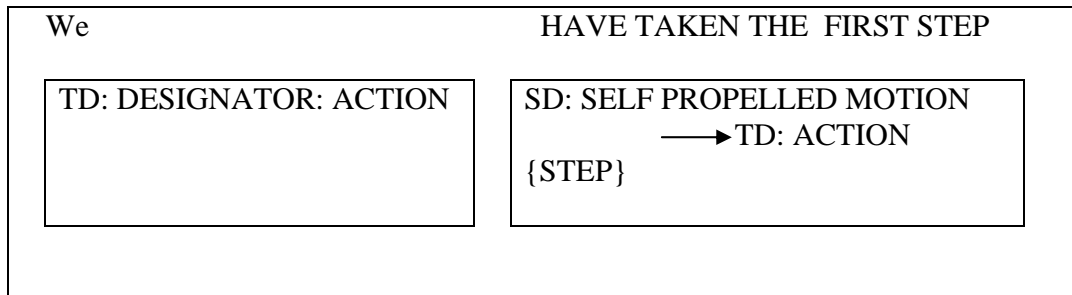 We HAVE TAKEN THE FIRST STEP
TD: DESIGNATOR: ACTION
SD: SELF PROPELLED MOTION
TD: ACTION
{STEP}